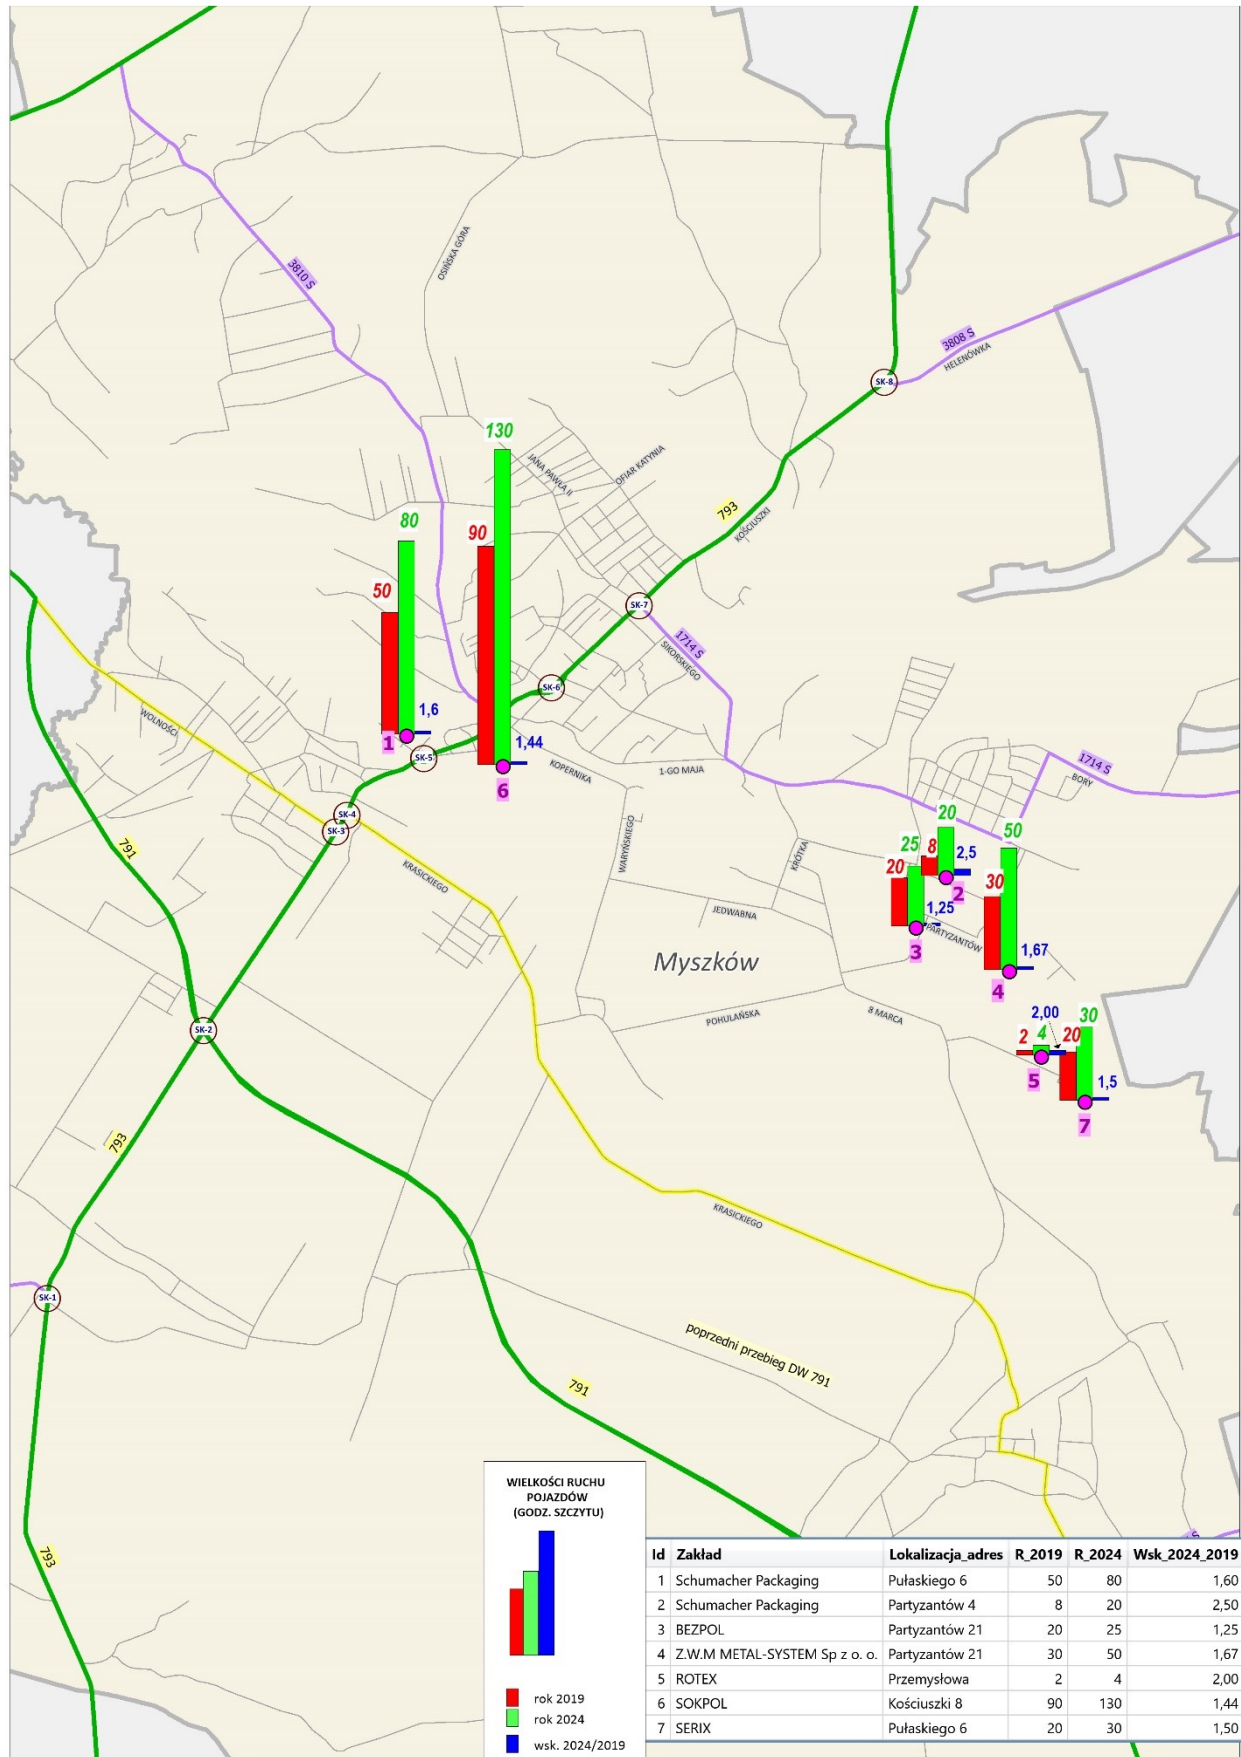 3810 S
OSIŃSKA GÓRA
3808 S
HELENÓWKA
SK-8
130
JANA PAWŁA II
OFIAR KATYNIA
793
KOŚCIUSZKI
80
90
50
SK-7
1714 S
SIKORSKIEGO
SK-6
WOLNOŚCI
1,6
1
1,44
SK-5
6
KOPERNIKA
1-GO MAJA
1714 S
BORY
SK-4
SK-3
791
KRASICKIEGO
WARYŃSKIEGO
KRÓTKA
20
50
25
8
2,5
20
30
2
1,25
JEDWABNA
PARTYZANTÓW
3
1,67
4
Myszków
POHULAŃSKA
8 MARCA
2,00
30
2
4
20
5
1,5
7
SK-2
793
KRASICKIEGO
SK-1
poprzedni przebieg DW 791
791
793
WIELKOŚCI RUCHU
POJAZDÓW
(GODZ. SZCZYTU)
rok 2019
rok 2024
wsk. 2024/2019
Id Zakład Lokalizacja_adres R_2019 R_2024 Wsk_2024_2019
1 Schumacher Packaging Pułaskiego 6 50 80 1,60
2 Schumacher Packaging Partyzantów 4 8 20 2,50
3 BEZPOL Partyzantów 21 20 25 1,25
4 Z.W.M METAL-SYSTEM Sp z o. o. Partyzantów 21 30 50 1,67
5 ROTEX Przemysłowa 2 4 2,00
6 SOKPOL Kościuszki 8 90 130 1,44
7 SERIX Pułaskiego 6 20 30 1,50